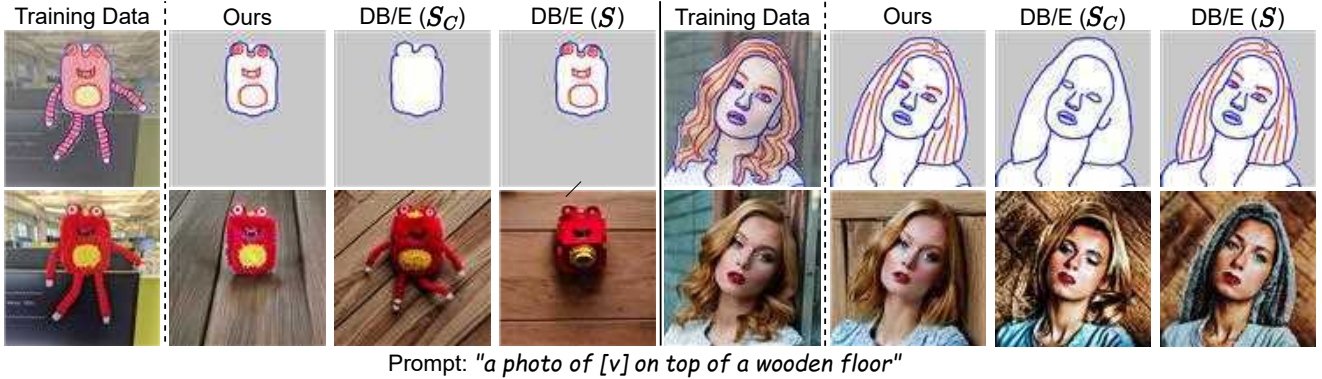 Training Data Ours DB/E (S_C) DB/E (S) Training Data Ours DB/E (S_C) DB/E (S)
Prompt: "a photo of [v] on top of a wooden floor"